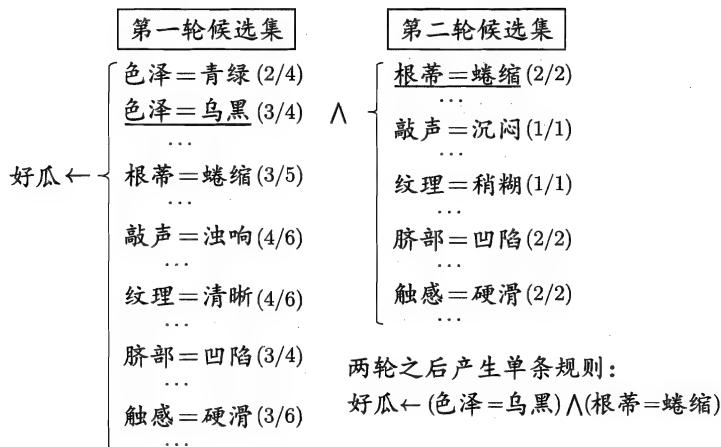 第一轮候选集
第二轮候选集
色泽=青绿(2/4)
色泽=乌黑(3/4)
...
根蒂=蜷缩(3/5)
...
敲声=浊响(4/6)
...
纹理=清晰(4/6)
...
脐部=凹陷(3/4)
...
触感=硬滑(3/6)
...
好瓜←
∧
根蒂=蜷缩(2/2)
...
敲声=沉闷(1/1)
...
纹理=稍糊(1/1)
...
脐部=凹陷(2/2)
...
触感=硬滑(2/2)
...
两轮之后产生单条规则:
好瓜←(色泽=乌黑)∧(根蒂=蜷缩)